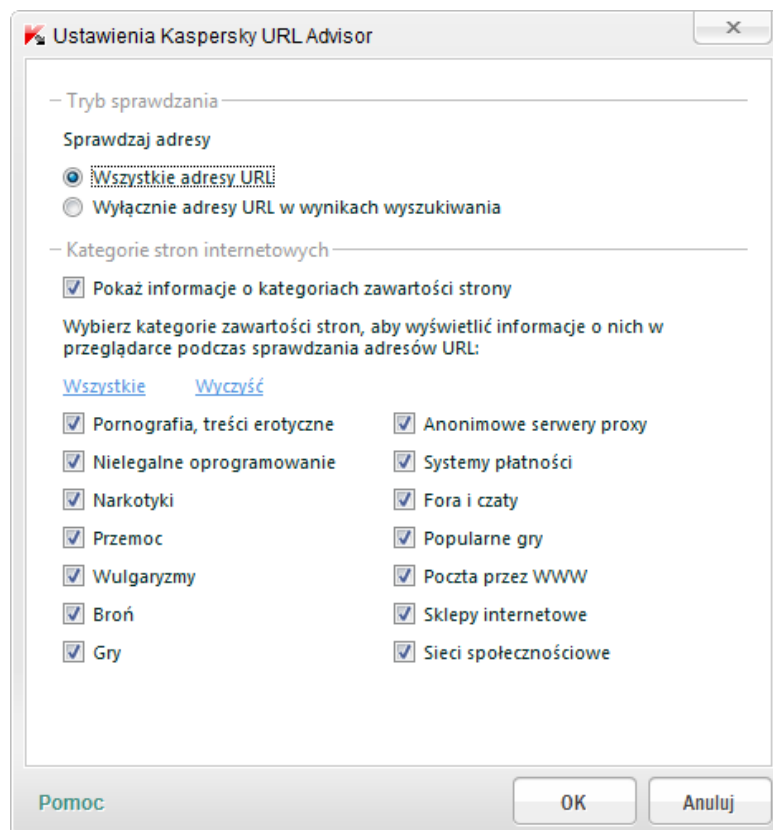 Ustawienia Kaspersky URL Advisor
Tryb sprawdzania
Sprawdzaj adresy
Wszystkie adresy URL
Wyłącznie adresy URL w wynikach wyszukiwania
Kategorie stron internetowych
Pokaż informacje o kategoriach zawartości strony
Wybierz kategorie zawartości stron, aby wyświetlić informacje o nich w
przeglądarce podczas sprawdzania adresów URL:
Wszystkie Wyczyść
Pornografia, treści erotyczne Anonimowe serwery proxy
Nielegalne oprogramowanie Systemy płatności
Narkotyki Fora i czaty
Przemoc Popularne gry
Wulgaryzmy Poczta przez WWW
Broń Sklepy internetowe
Gry Sieci społecznościowe
Pomoc OK Anuluj